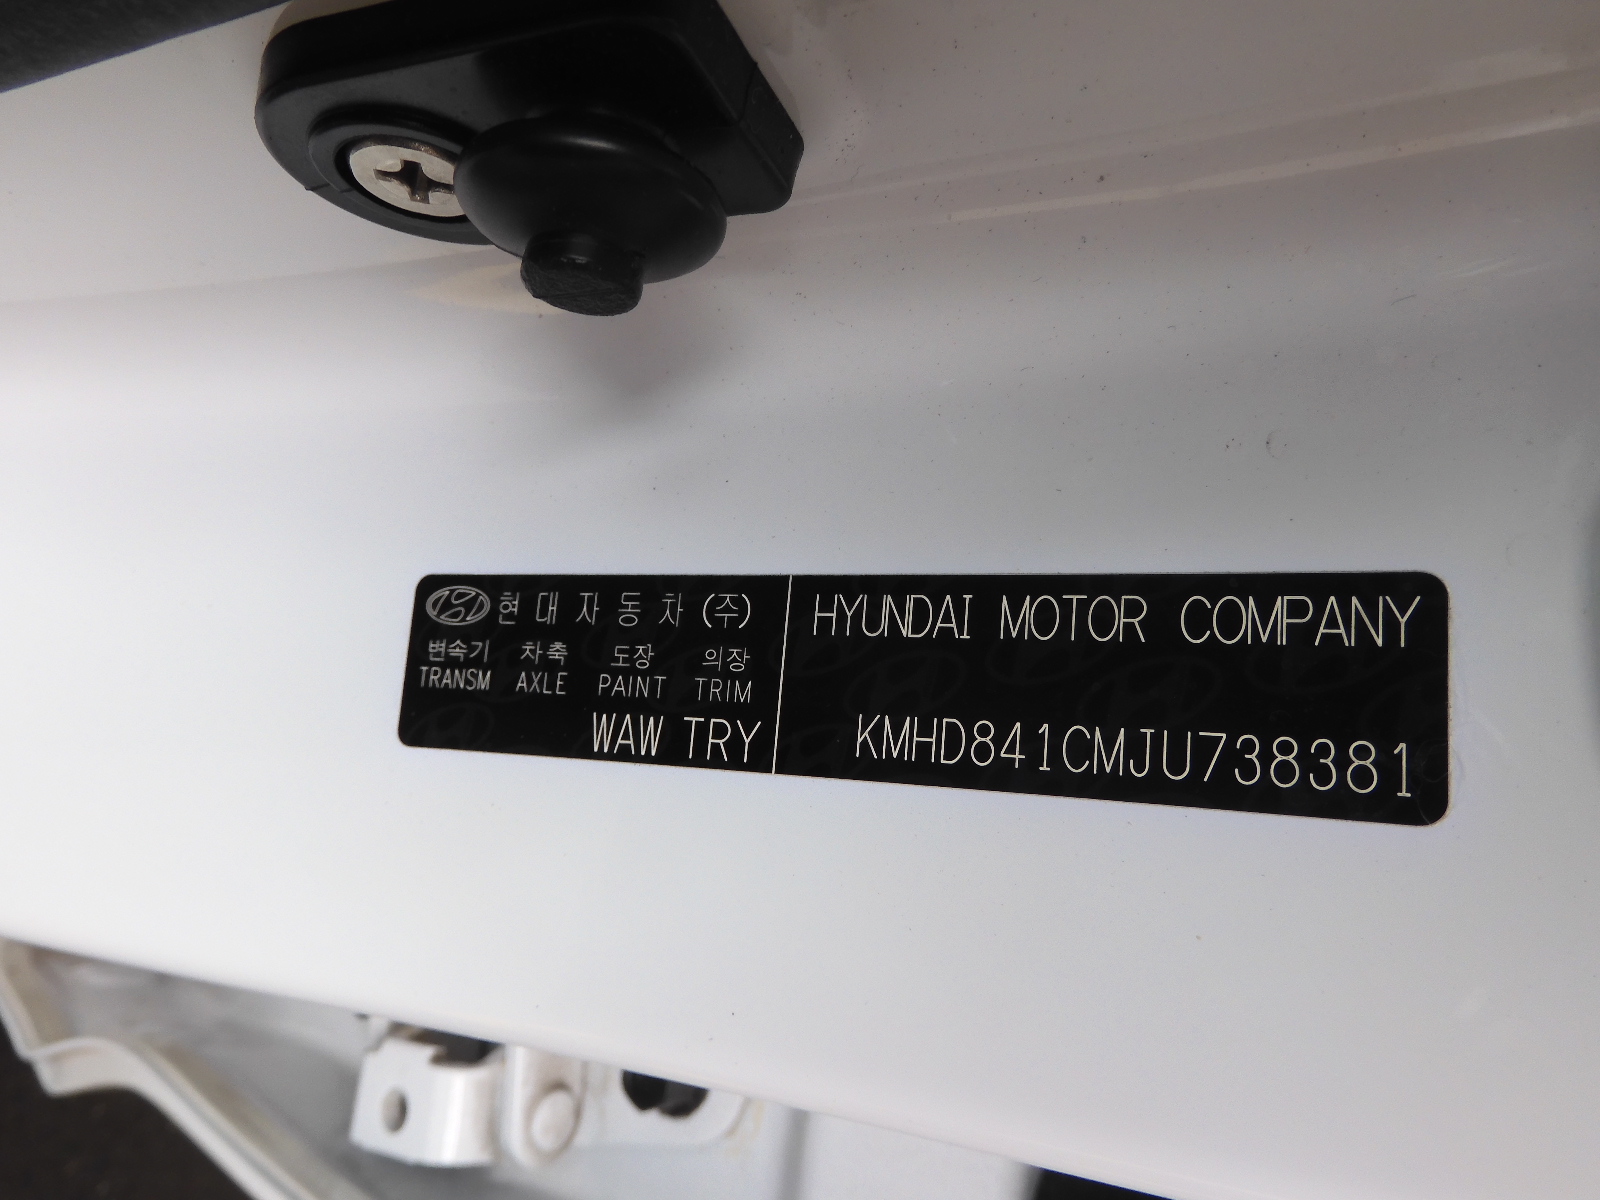 현대자동차(주)
변속기 차축 도장 의장
TRANSM AXLE PAINT TRIM
WAW TRY
HYUNDAI MOTOR COMPANY
KMHD841CMJU738381